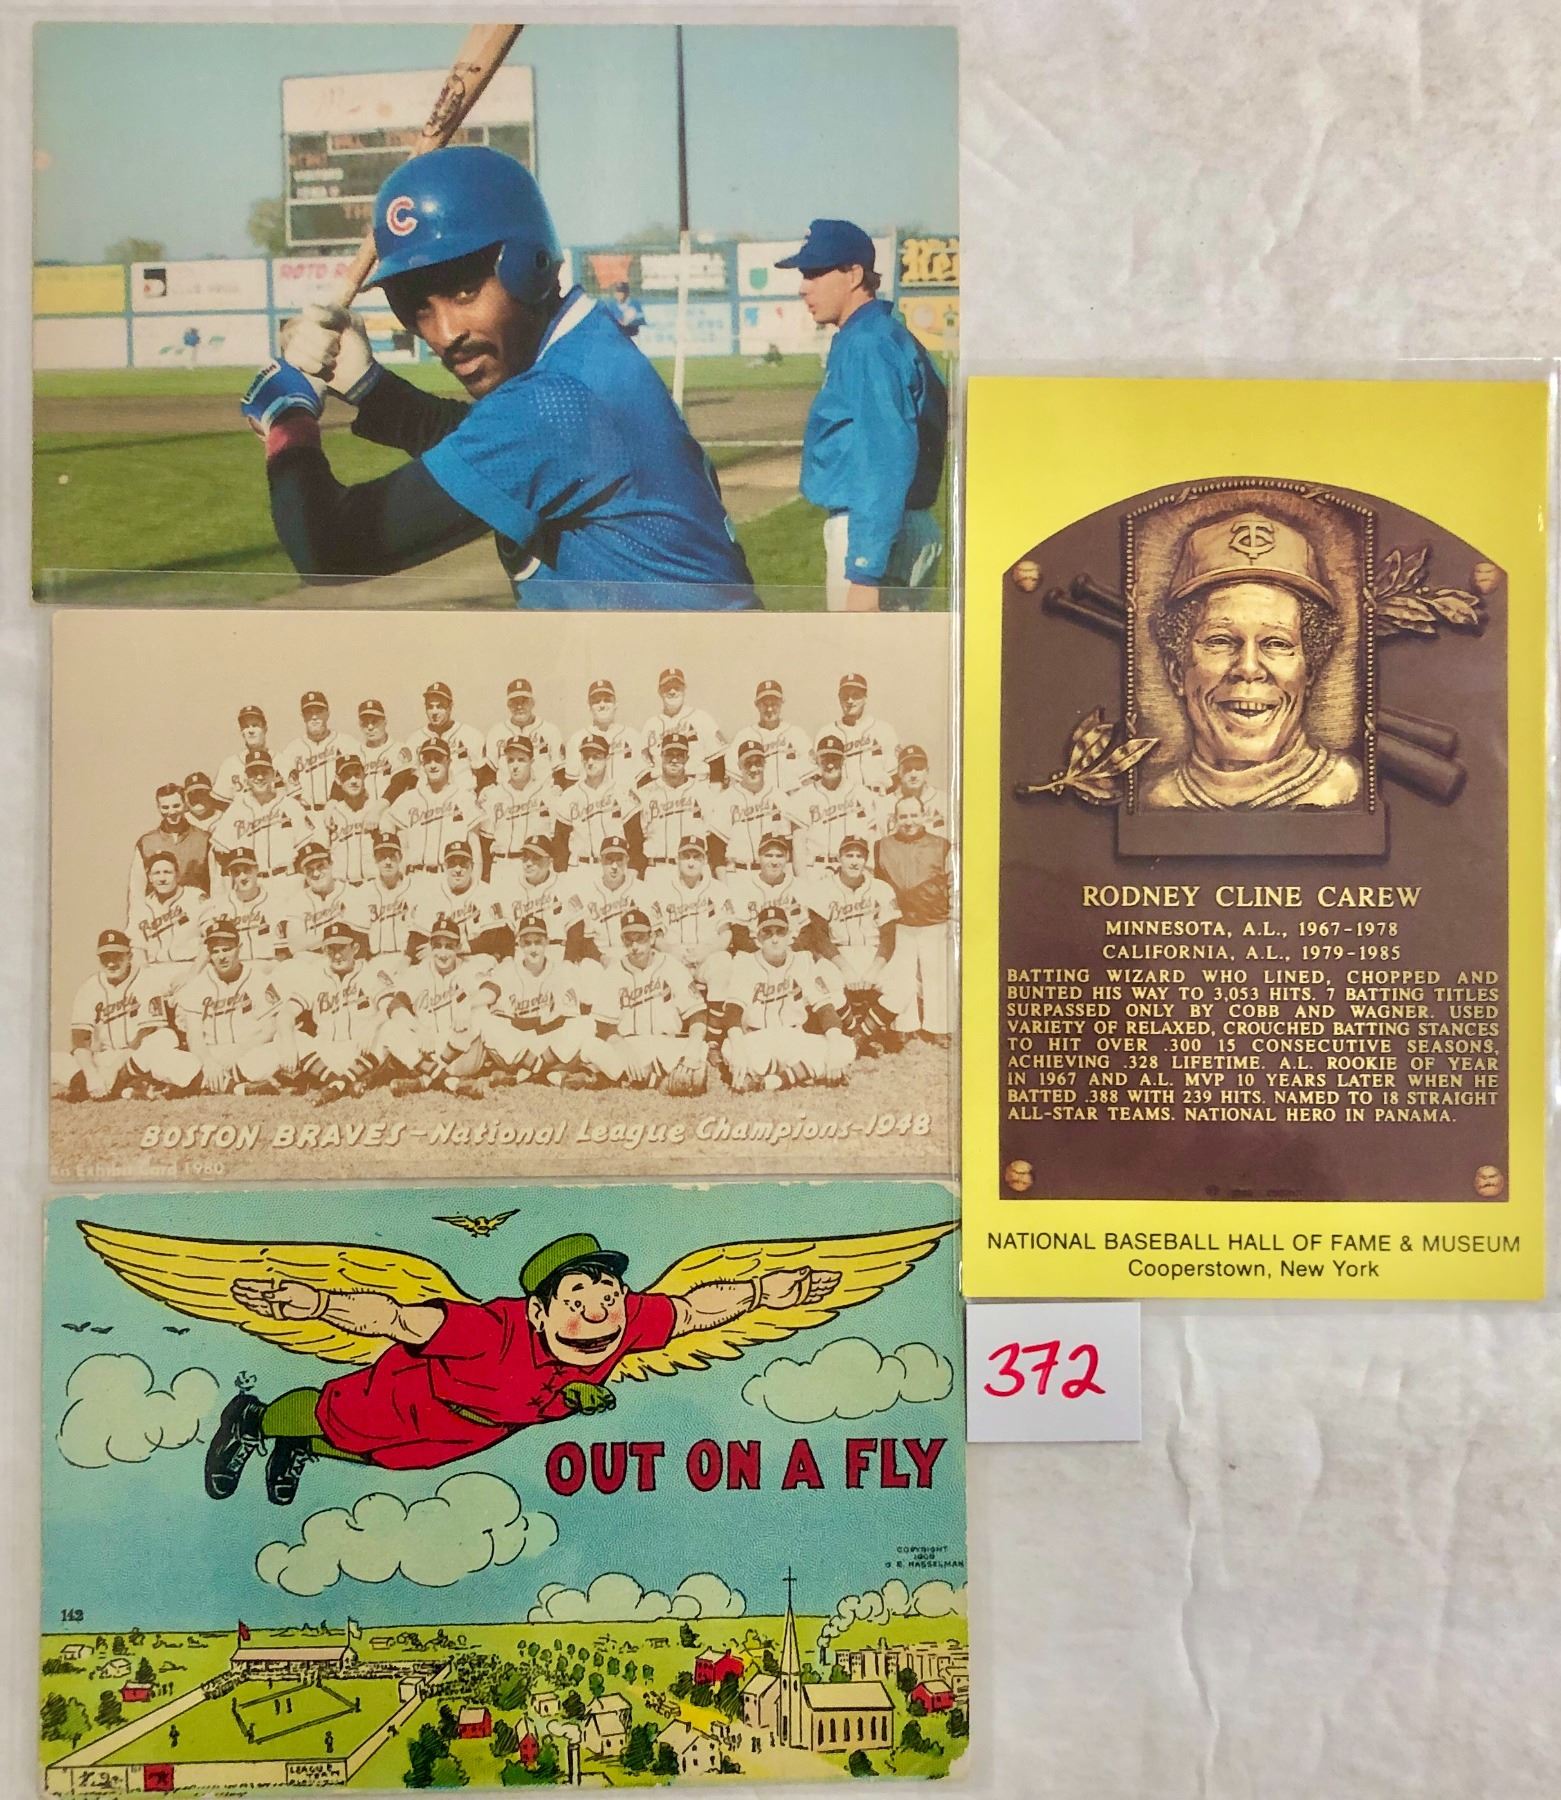 C
Franklin
BOSTON BRAVES-National League Champions-1948
An Exhibit Card 1980
OUT ON A FLY
COPYRIGHT
1909
G. E. HASSELMAN
142
LEAGUE
TEAM
RODNEY CLINE CAREW
MINNESOTA, A.L., 1967-1978
CALIFORNIA, A.L., 1979-1985
BATTING WIZARD WHO LINED, CHOPPED AND
BUNTED HIS WAY TO 3,053 HITS. 7 BATTING TITLES
SURPASSED ONLY BY COBB AND WAGNER. USED
VARIETY OF RELAXED, CROUCHED BATTING STANCES
TO HIT OVER .300 15 CONSECUTIVE SEASONS,
ACHIEVING .328 LIFETIME. A.L. ROOKIE OF YEAR
IN 1967 AND A.L. MVP 10 YEARS LATER WHEN HE
BATTED .388 WITH 239 HITS. NAMED TO 18 STRAIGHT
ALL-STAR TEAMS. NATIONAL HERO IN PANAMA.
NATIONAL BASEBALL HALL OF FAME & MUSEUM
Cooperstown, New York
372